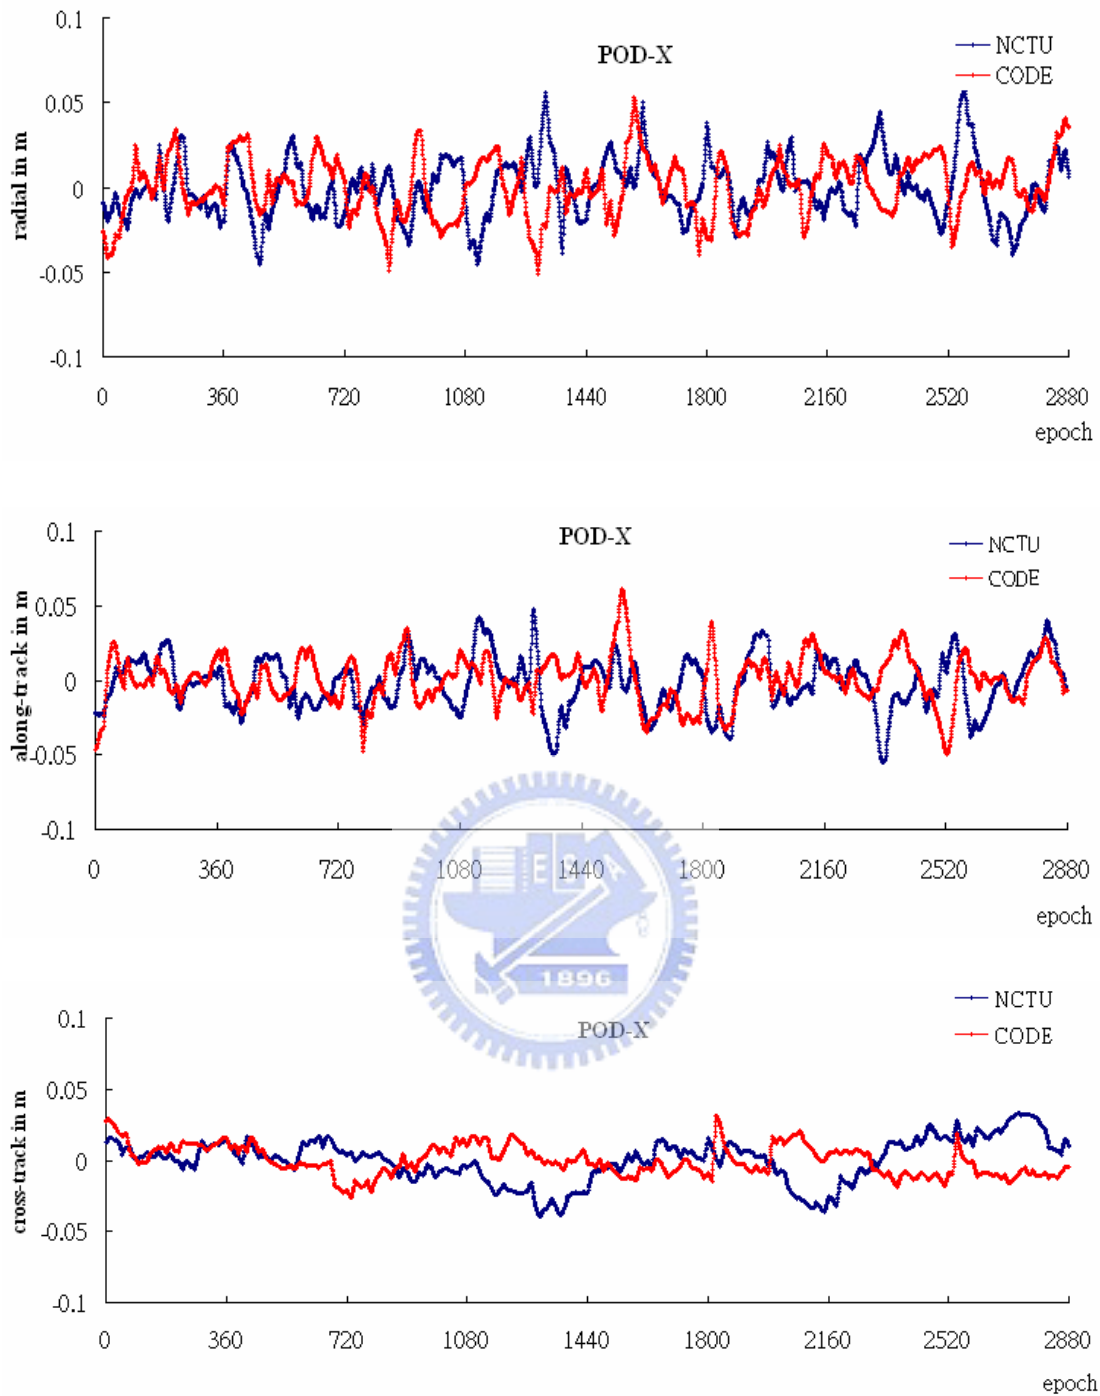 0.1
POD-X
NCTU
CODE
0.05
radial in m
0
-0.05
-0.1
0 360 720 1080 1440 1800 2160 2520 2880
epoch
0.1
POD-X
NCTU
CODE
0.05
along-track in m
0
-0.05
-0.1
0 360 720 1080 1440 1800 2160 2520 2880
epoch
E S A
1896
NCTU
0.1
POD-X
CODE
0.05
cross-track in m
0
-0.05
-0.1
0 360 720 1080 1440 1800 2160 2520 2880
epoch